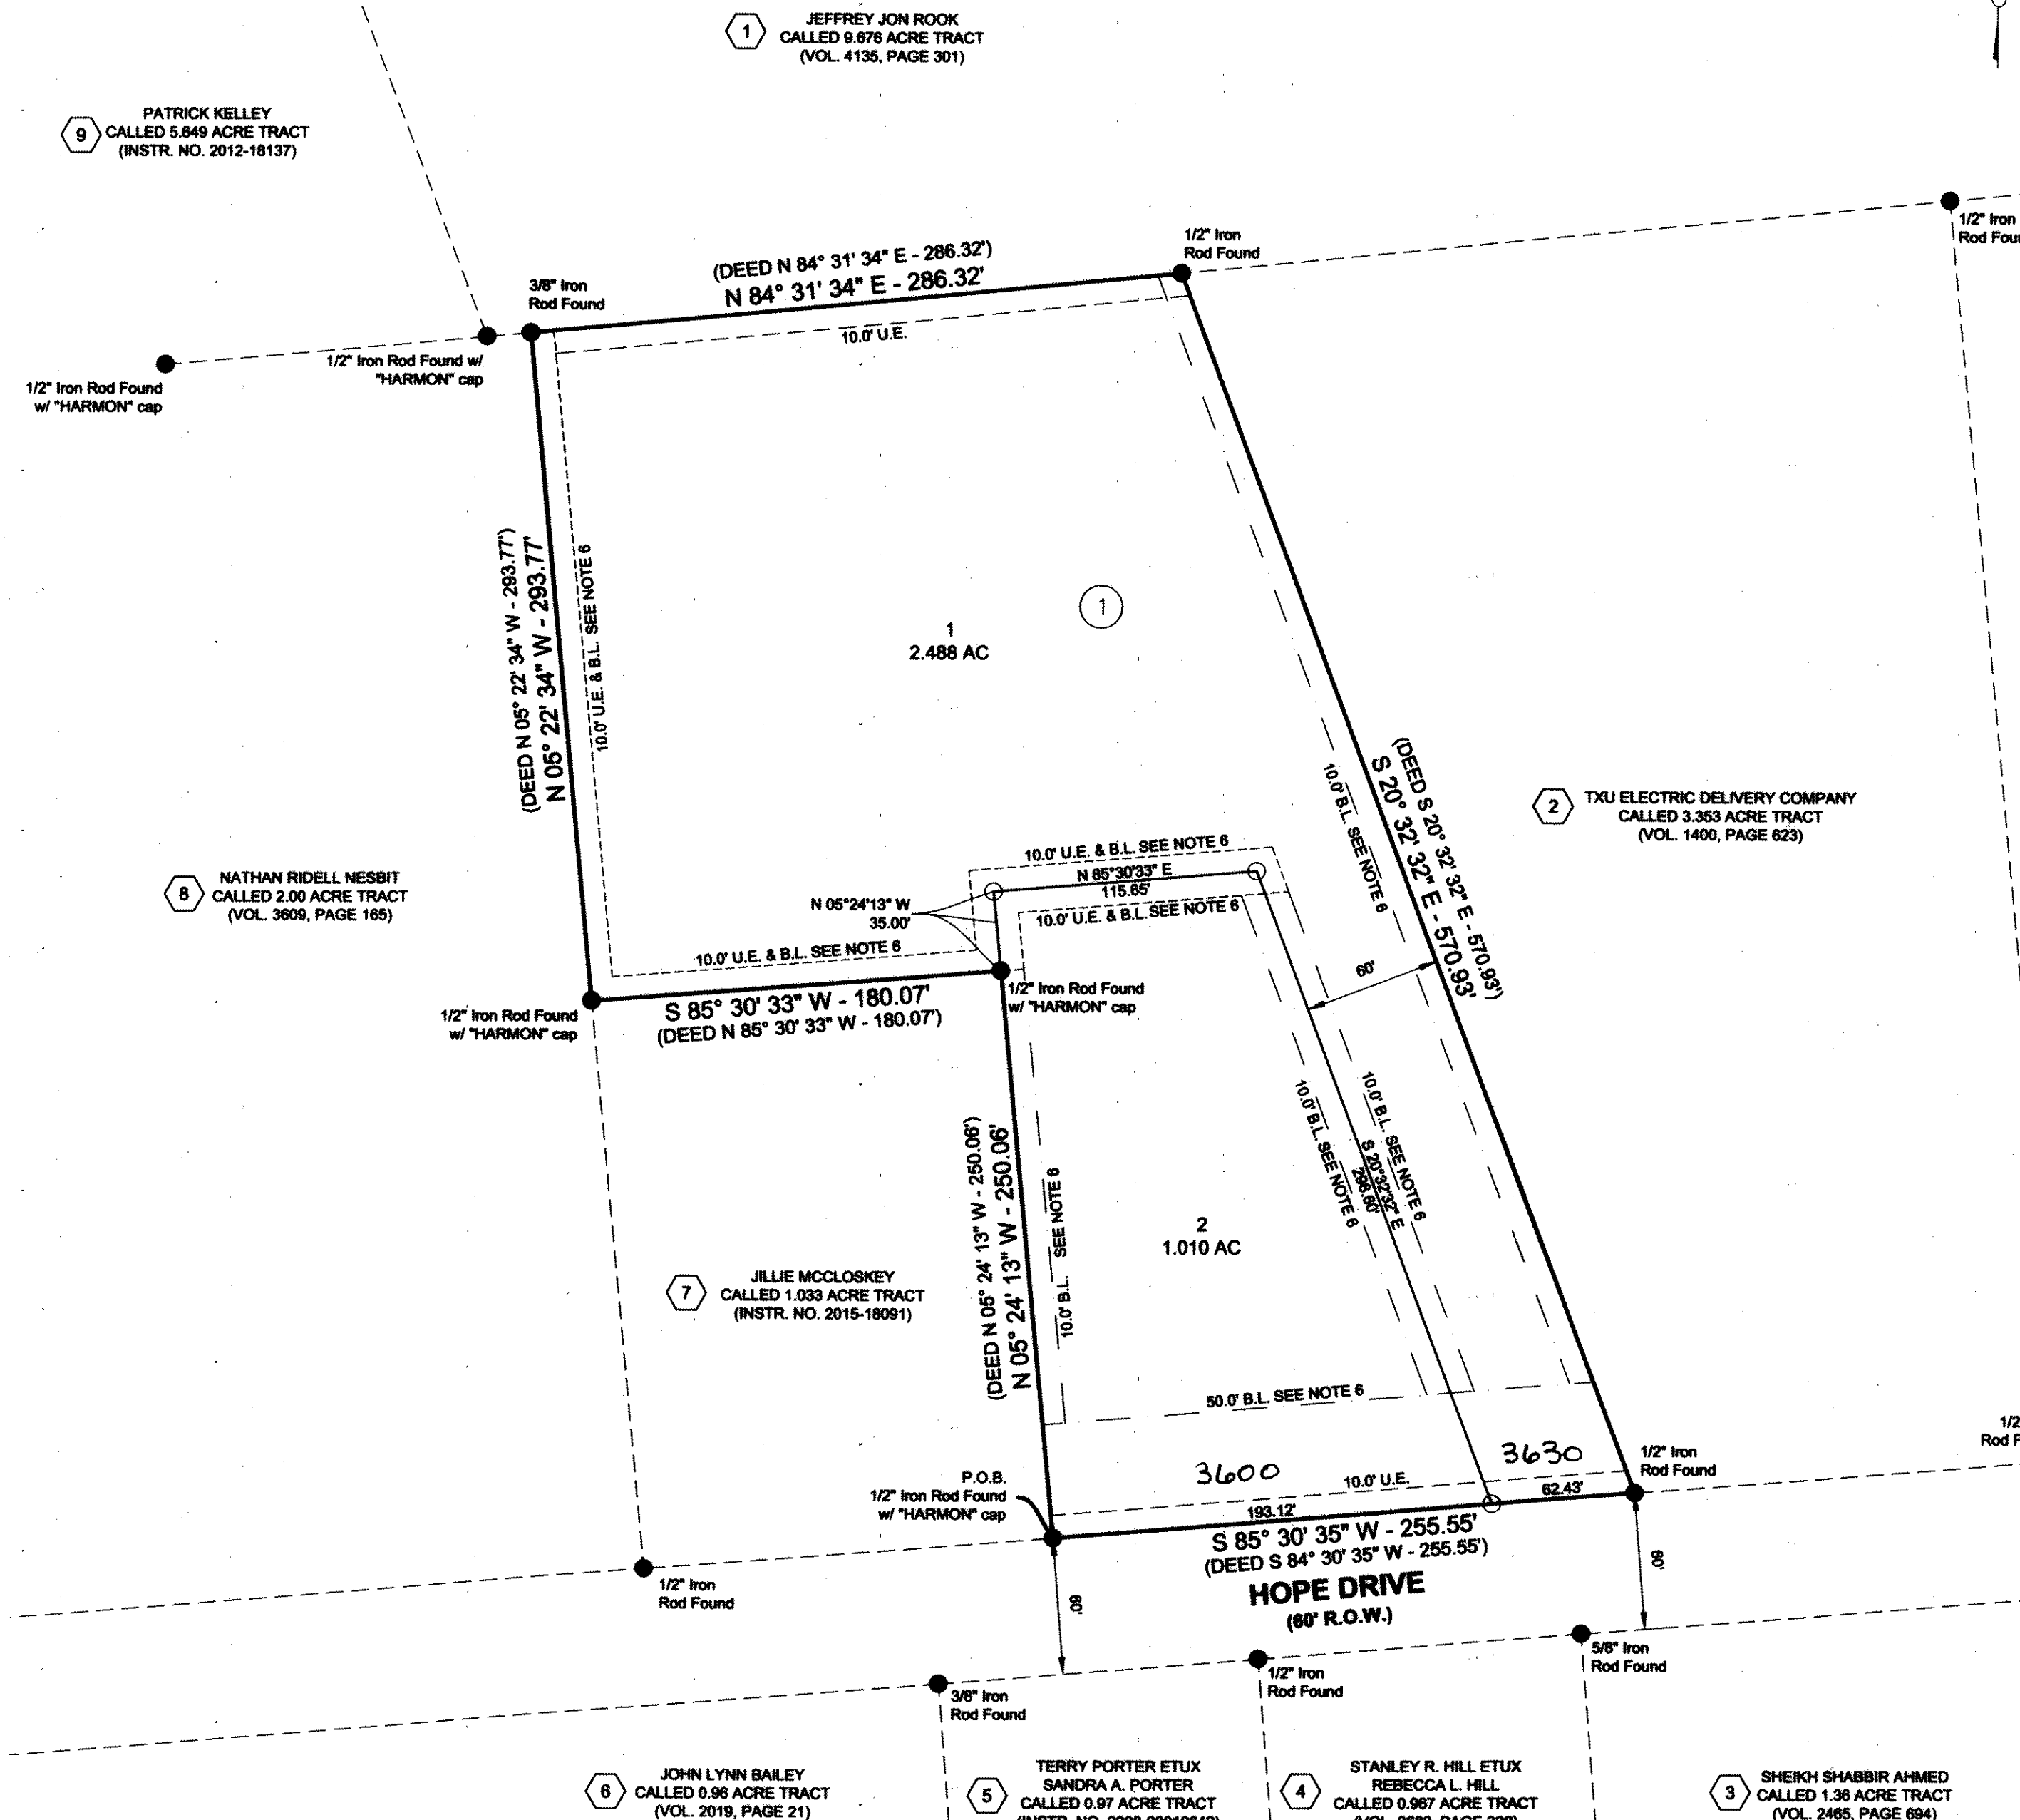 1
JEFFREY JON ROOK
CALLED 9.676 ACRE TRACT
(VOL. 4135, PAGE 301)
9
PATRICK KELLEY
CALLED 5.649 ACRE TRACT
(INSTR. NO. 2012-18137)
1/2" Iron
Rod Found
1/2" Iron
(DEED N 84° 31' 34" E - 286.32')
N 84° 31' 34" E - 286.32'
3/8" Iron
Rod Found
10.0' U.E.
1/2" Iron Rod Found w/
"HARMON" cap
1/2" Iron Rod Found
w/ "HARMON" cap
(DEED N 05° 22' 34" W - 293.77')
N 05° 22' 34" W - 293.77'
10.0' U.E. & B.L. SEE NOTE 6
1
1
2.488 AC
(DEED S 20° 32' 32" E - 570.93')
S 20° 32' 32" E - 570.93'
10.0' B.L. SEE NOTE 6
2
TXU ELECTRIC DELIVERY COMPANY
CALLED 3.353 ACRE TRACT
(VOL. 1400, PAGE 623)
8
NATHAN RIDELL NESBIT
CALLED 2.00 ACRE TRACT
(VOL. 3609, PAGE 165)
10.0' U.E. & B.L. SEE NOTE 6
N 85°30'33" E
115.65'
10.0' U.E. & B.L. SEE NOTE 6
N 05°24'13" W
35.00'
10.0' U.E. & B.L. SEE NOTE 6
60'
1/2" Iron Rod Found
w/ "HARMON" cap
S 85° 30' 33" W - 180.07'
(DEED N 85° 30' 33" W - 180.07')
1/2" Iron Rod Found
w/ "HARMON" cap
10.0' B.L. SEE NOTE 6
10.0' B.L. SEE NOTE 6
S 20°32'32" E
296.60'
(DEED N 05° 24' 13" W - 250.06')
N 05° 24' 13" W - 250.06'
10.0' B.L. SEE NOTE 6
2
1.010 AC
7
JILLIE MCCLOSKEY
CALLED 1.033 ACRE TRACT
(INSTR. NO. 2015-18091)
50.0' B.L. SEE NOTE 6
3600
3630
10.0' U.E.
1/2" Iron
Rod Found
P.O.B.
1/2" Iron Rod Found
w/ "HARMON" cap
193.12'
62.43'
S 85° 30' 35" W - 255.55'
(DEED S 84° 30' 35" W - 255.55')
HOPE DRIVE
(60' R.O.W.)
60'
60'
1/2" Iron
Rod Found
5/8" Iron
Rod Found
1/2" Iron
Rod Found
3/8" Iron
Rod Found
6
JOHN LYNN BAILEY
CALLED 0.96 ACRE TRACT
(VOL. 2019, PAGE 21)
5
TERRY PORTER ETUX
SANDRA A. PORTER
CALLED 0.97 ACRE TRACT
4
STANLEY R. HILL ETUX
REBECCA L. HILL
CALLED 0.967 ACRE TRACT
3
SHEIKH SHABBIR AHMED
CALLED 1.36 ACRE TRACT
(VOL. 2465, PAGE 694)